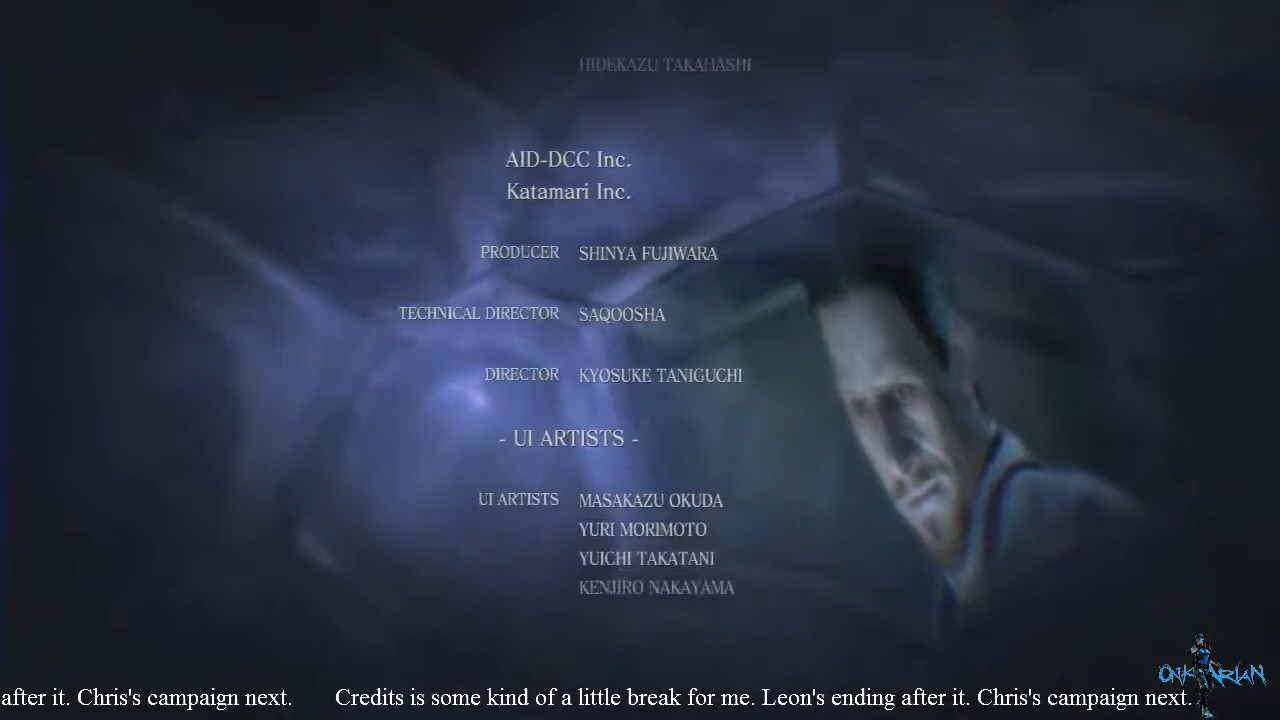 HIDEKAZU TAKAHASHI
AID-DCC Inc.
Katamari Inc.
PRODUCER SHINYA FUJIWARA
TECHNICAL DIRECTOR SAQOOSHA
DIRECTOR KYOSUKE TANIGUCHI
- UI ARTISTS -
UI ARTISTS MASAKAZU OKUDA
YURI MORIMOTO
YUICHI TAKATANI
KENJIRO NAKAYAMA
after it. Chris's campaign next. Credits is some kind of a little break for me. Leon's ending after it. Chris's campaign next.